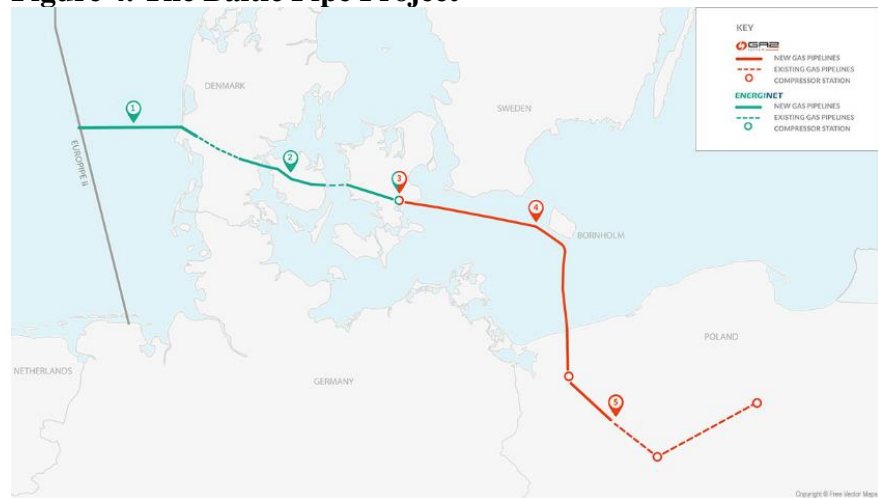 Figure 4: The Baltic Pipe Project
KEY
GAZ
NEW GAS PIPELINES
EXISTING GAS PIPELINES
COMPRESSOR STATION
ENERGINET
NEW GAS PIPELINES
EXISTING GAS PIPELINES
COMPRESSOR STATION
DENMARK
SWEDEN
1
2
3
4
EUROPIPE II
BORNHOLM
POLAND
NETHERLANDS
GERMANY
5
Copyright © Free Vector Maps